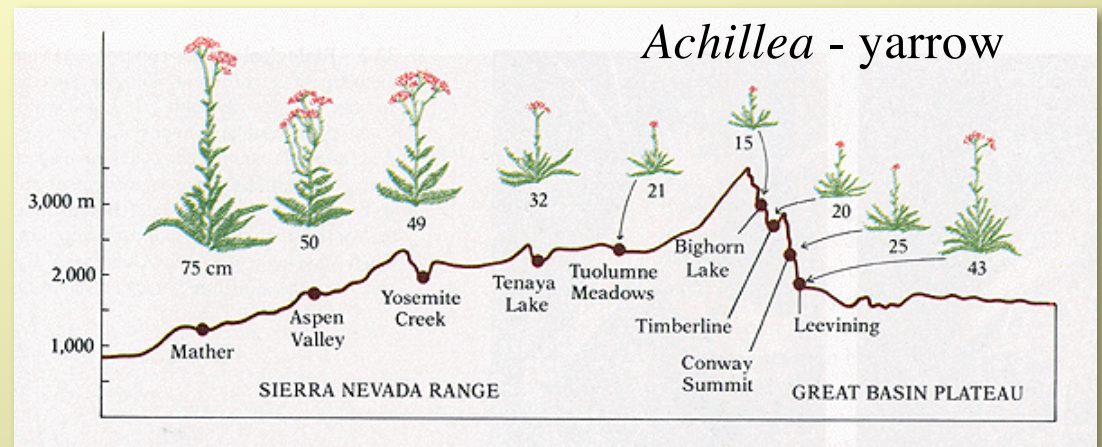 Achillea - yarrow
15
3,000 m
32
21
20
49
50
25
75 cm
43
2,000
Bighorn
Lake
Tuolumne
Meadows
Tenaya
Lake
Yosemite
Creek
Aspen
Valley
Timberline
Leevining
1,000
Mather
Conway
Summit
SIERRA NEVADA RANGE
GREAT BASIN PLATEAU